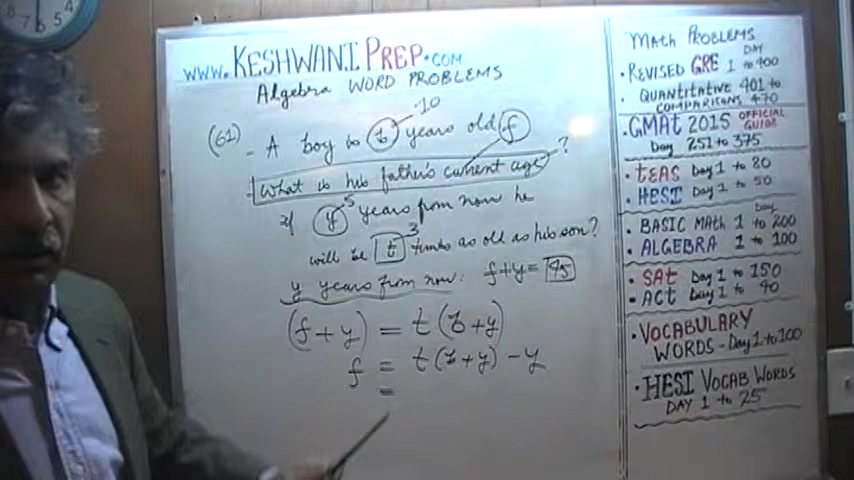 www.KESHWANIPREP.com
Algebra WORD PROBLEMS
(61) A boy is b years old f
10
What is his father's current age?
if y years from now he
5
will be t times as old as his son?
3
y years from now: f+y= 45
(f+y) = t(b+y)
f = t(b+y) - y
=
MATH PROBLEMS
DAY
• REVISED GRE 1 to 400
• QUANTITATIVE 401 to
COMPARISONS 470
• GMAT 2015 OFFICIAL GUIDE
Day 251 to 375
• TEAS Day 1 to 80
• HESI Day 1 to 50
Day
• BASIC MATH 1 to 200
• ALGEBRA 1 to 100
• SAT Day 1 to 150
• ACT Day 1 to 40
• VOCABULARY
WORDS - Day 1 to 100
• HESI VOCAB WORDS
DAY 1 to 25
8 7 6 5 4